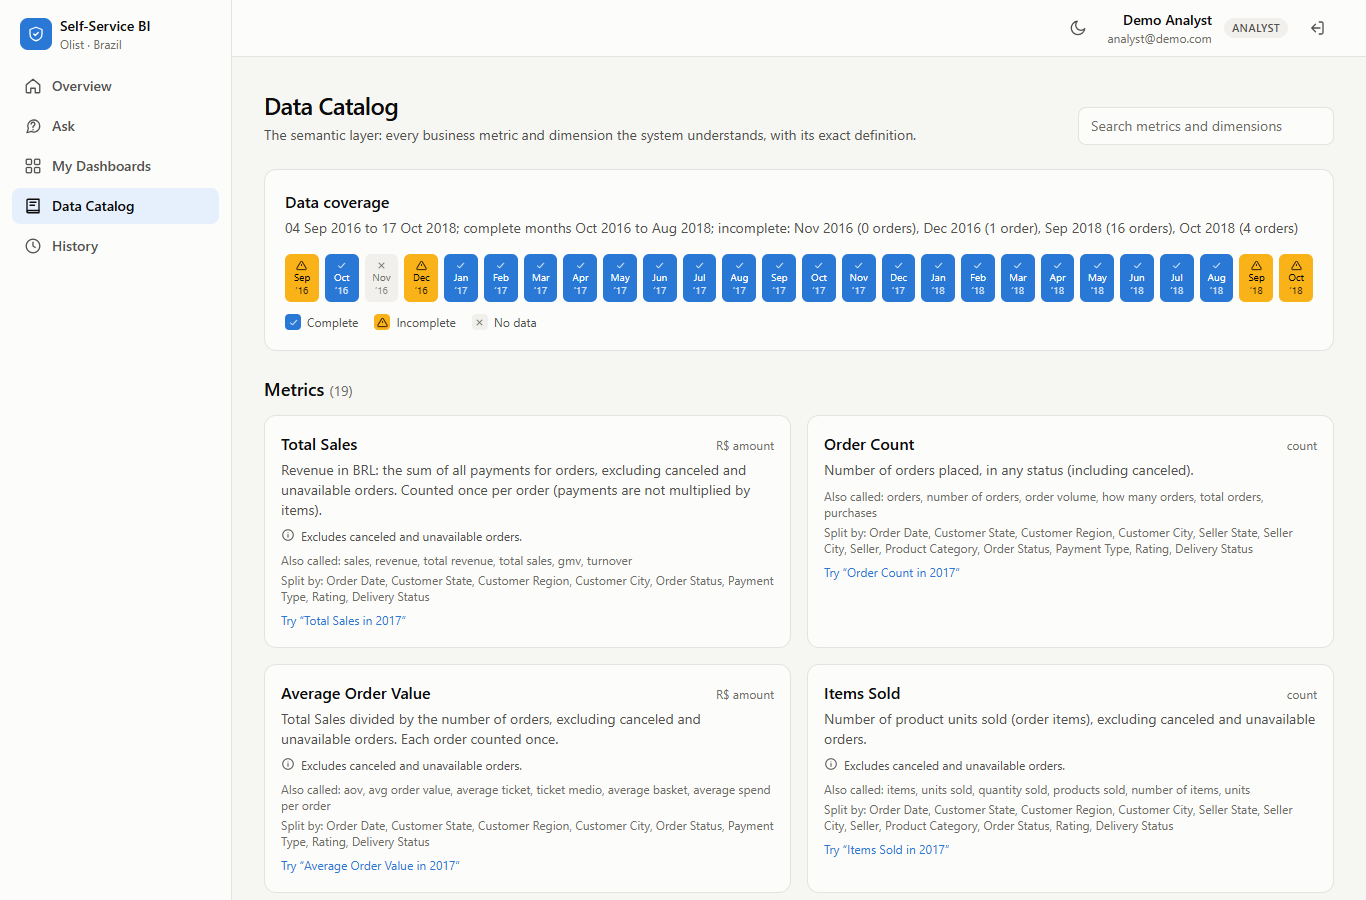 Self-Service BI
Olist · Brazil
Overview
Ask
My Dashboards
Data Catalog
History
Demo Analyst
analyst@demo.com
ANALYST
Data Catalog
The semantic layer: every business metric and dimension the system understands, with its exact definition.
Search metrics and dimensions
Data coverage
04 Sep 2016 to 17 Oct 2018; complete months Oct 2016 to Aug 2018; incomplete: Nov 2016 (0 orders), Dec 2016 (1 order), Sep 2018 (16 orders), Oct 2018 (4 orders)
Sep Oct Nov Dec Jan Feb Mar Apr May Jun Jul Aug Sep Oct Nov Dec Jan Feb Mar Apr May Jun Jul Aug Sep Oct
'16 '16 '16 '16 '17 '17 '17 '17 '17 '17 '17 '17 '17 '17 '17 '17 '18 '18 '18 '18 '18 '18 '18 '18 '18 '18
Complete Incomplete No data
Metrics (19)
Total Sales R$ amount
Revenue in BRL: the sum of all payments for orders, excluding canceled and
unavailable orders. Counted once per order (payments are not multiplied by
items).
Excludes canceled and unavailable orders.
Also called: sales, revenue, total revenue, total sales, gmv, turnover
Split by: Order Date, Customer State, Customer Region, Customer City, Order Status, Payment
Type, Rating, Delivery Status
Try “Total Sales in 2017”
Order Count count
Number of orders placed, in any status (including canceled).
Also called: orders, number of orders, order volume, how many orders, total orders,
purchases
Split by: Order Date, Customer State, Customer Region, Customer City, Seller State, Seller
City, Seller, Product Category, Order Status, Payment Type, Rating, Delivery Status
Try “Order Count in 2017”
Average Order Value R$ amount
Total Sales divided by the number of orders, excluding canceled and
unavailable orders. Each order counted once.
Excludes canceled and unavailable orders.
Also called: aov, avg order value, average ticket, ticket medio, average basket, average spend
per order
Split by: Order Date, Customer State, Customer Region, Customer City, Order Status, Payment
Type, Rating, Delivery Status
Try “Average Order Value in 2017”
Items Sold count
Number of product units sold (order items), excluding canceled and unavailable
orders.
Excludes canceled and unavailable orders.
Also called: items, units sold, quantity sold, products sold, number of items, units
Split by: Order Date, Customer State, Customer Region, Customer City, Seller State, Seller
City, Seller, Product Category, Order Status, Rating, Delivery Status
Try “Items Sold in 2017”